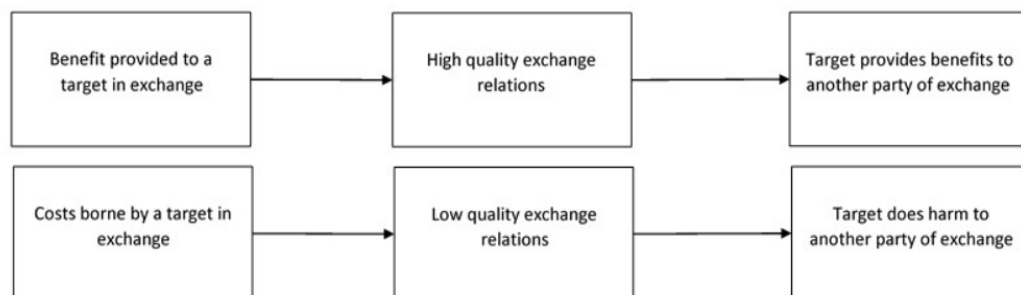 Benefit provided to a
target in exchange
High quality exchange
relations
Target provides benefits to
another party of exchange
Costs borne by a target in
exchange
Low quality exchange
relations
Target does harm to
another party of exchange